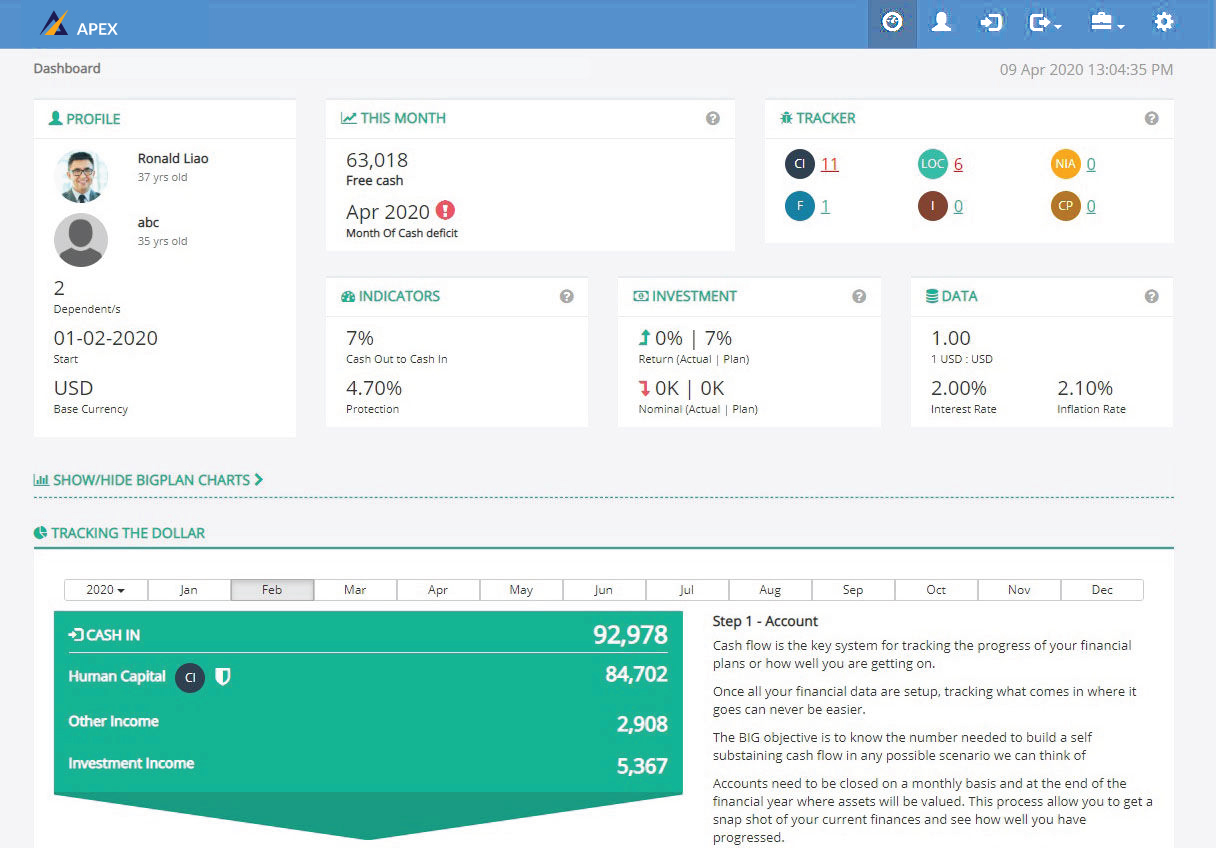 APEX
Dashboard
09 Apr 2020 13:04:35 PM
PROFILE
Ronald Liao
37 yrs old
abc
35 yrs old
2
Dependent/s
01-02-2020
Start
USD
Base Currency
THIS MONTH
63,018
Free cash
Apr 2020
Month Of Cash deficit
TRACKER
CI 11
LOC 6
NIA 0
F 1
I 0
CP 0
INDICATORS
7%
Cash Out to Cash In
4.70%
Protection
INVESTMENT
0% | 7%
Return (Actual | Plan)
0K | 0K
Nominal (Actual | Plan)
DATA
1.00
1 USD : USD
2.00%
Interest Rate
2.10%
Inflation Rate
SHOW/HIDE BIGPLAN CHARTS
TRACKING THE DOLLAR
2020 Jan Feb Mar Apr May Jun Jul Aug Sep Oct Nov Dec
CASH IN 92,978
Human Capital CI 84,702
Other Income 2,908
Investment Income 5,367
Step 1 - Account
Cash flow is the key system for tracking the progress of your financial
plans or how well you are getting on.
Once all your financial data are setup, tracking what comes in where it
goes can never be easier.
The BIG objective is to know the number needed to build a self
substaining cash flow in any possible scenario we can think of
Accounts need to be closed on a monthly basis and at the end of the
financial year where assets will be valued. This process allow you to get a
snap shot of your current finances and see how well you have
progressed.